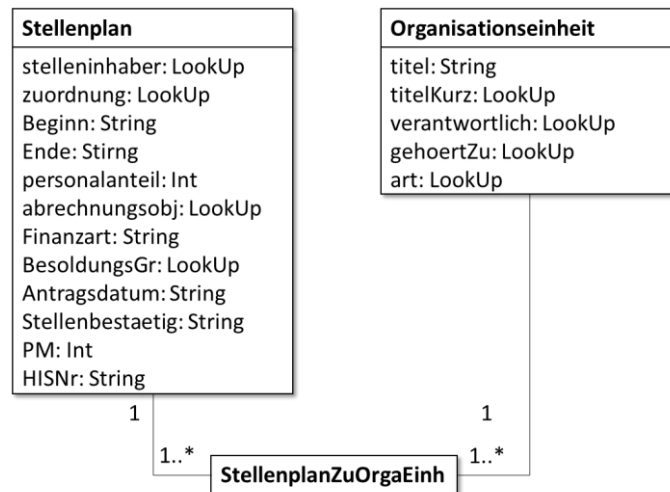 Stellenplan
stelleninhaber: LookUp
zuordnung: LookUp
Beginn: String
Ende: Stirng
personalanteil: Int
abrechnungsobj: LookUp
Finanzart: String
BesoldungsGr: LookUp
Antragsdatum: String
Stellenbestaetig: String
PM: Int
HISNr: String
Organisationseinheit
titel: String
titelKurz: LookUp
verantwortlich: LookUp
gehoertZu: LookUp
art: LookUp
1
1
1..*
1..*
StellenplanZuOrgaEinh